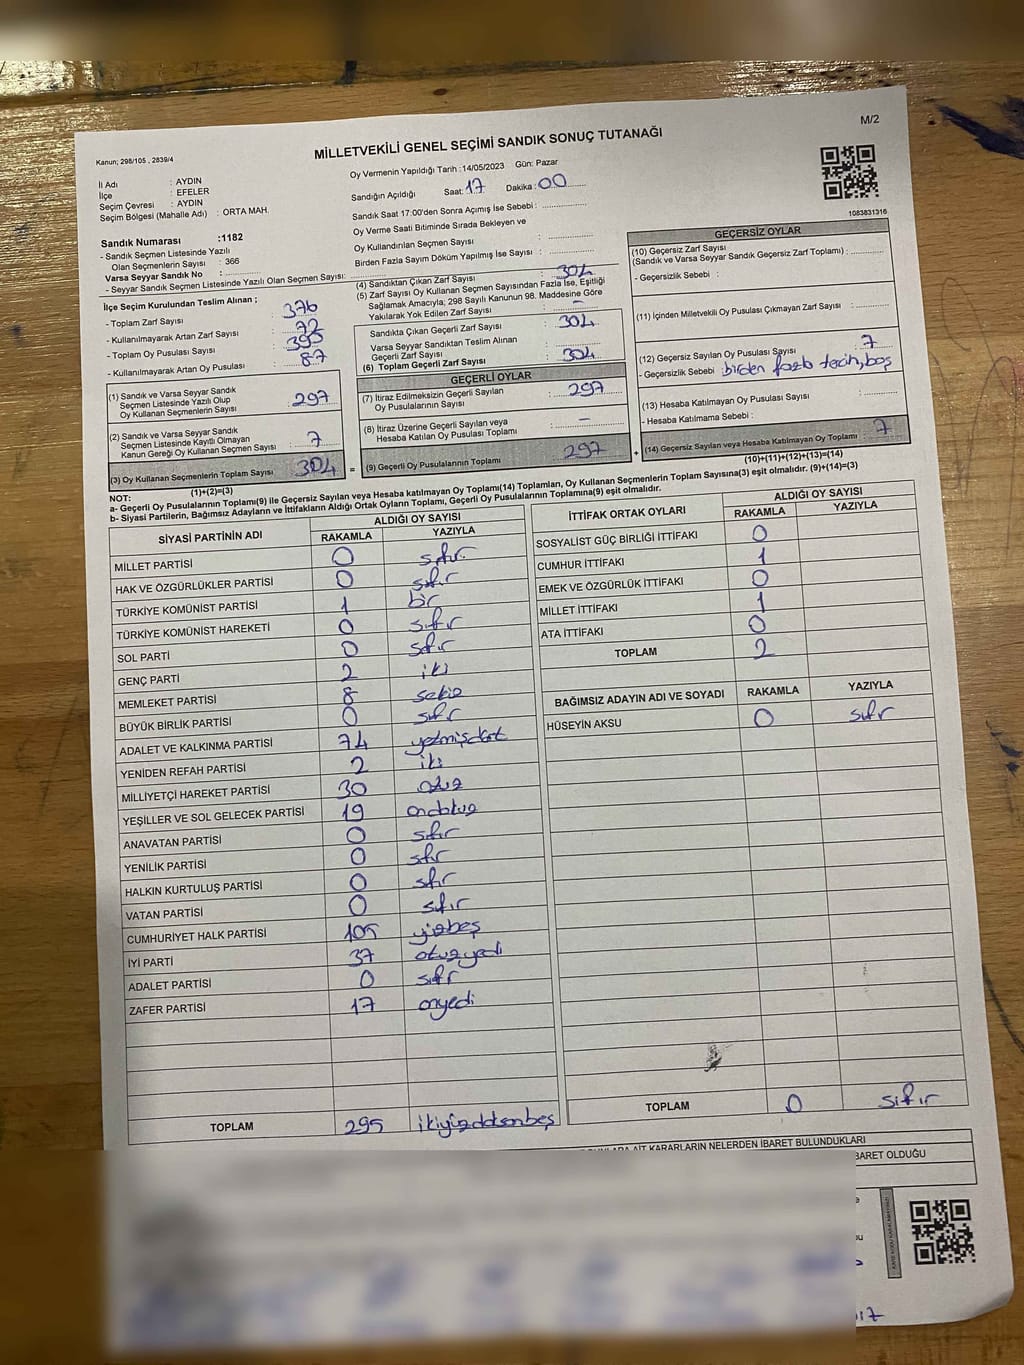 M/2
Kanun; 298/105 , 2839/4
MİLLETVEKİLİ GENEL SEÇİMİ SANDIK SONUÇ TUTANAĞI
İl Adı : AYDIN
İlçe : EFELER
Seçim Çevresi : AYDIN
Seçim Bölgesi (Mahalle Adı) : ORTA MAH.
Sandık Numarası :1182
- Sandık Seçmen Listesinde Yazılı
Olan Seçmenlerin Sayısı : 366
Varsa Seyyar Sandık No :
- Seyyar Sandık Seçmen Listesinde Yazılı Olan Seçmen Sayısı:
İlçe Seçim Kurulundan Teslim Alınan ;
- Toplam Zarf Sayısı : 376
- Kullanılmayarak Artan Zarf Sayısı : 72
- Toplam Oy Pusulası Sayısı : 395
- Kullanılmayarak Artan Oy Pusulası : 87
(1) Sandık ve Varsa Seyyar Sandık
Seçmen Listesinde Yazılı Olup
Oy Kullanan Seçmenlerin Sayısı : 297
(2) Sandık ve Varsa Seyyar Sandık
Seçmen Listesinde Kayıtlı Olmayan
Kanun Gereği Oy Kullanan Seçmen Sayısı : 7
(3) Oy Kullanan Seçmenlerin Toplam Sayısı 304
(1)+(2)=(3)
Oy Vermenin Yapıldığı Tarih :14/05/2023 Gün: Pazar
Sandığın Açıldığı Saat: 17 Dakika: 00
Sandık Saat 17:00'den Sonra Açımış İse Sebebi :
Oy Verme Saati Bitiminde Sırada Bekleyen ve
Oy Kullandırılan Seçmen Sayısı :
Birden Fazla Sayım Döküm Yapılmış İse Sayısı :
(4) Sandıktan Çıkan Zarf Sayısı : 304
(5) Zarf Sayısı Oy Kullanan Seçmen Sayısından Fazla İse, Eşitliği
Sağlamak Amacıyla; 298 Sayılı Kanunun 98. Maddesine Göre
Yakılarak Yok Edilen Zarf Sayısı : -
Sandıkta Çıkan Geçerli Zarf Sayısı : 304
Varsa Seyyar Sandıktan Teslim Alınan
Geçerli Zarf Sayısı :
(6) Toplam Geçerli Zarf Sayısı : 304
GEÇERLİ OYLAR
(7) İtiraz Edilmeksizin Geçerli Sayılan
Oy Pusulalarının Sayısı : 297
(8) İtiraz Üzerine Geçerli Sayılan veya
Hesaba Katılan Oy Pusulası Toplamı : -
= (9) Geçerli Oy Pusulalarının Toplamı 297 +
1083831316
GEÇERSİZ OYLAR
(10) Geçersiz Zarf Sayısı
(Sandık ve Varsa Seyyar Sandık Geçersiz Zarf Toplamı) :
- Geçersizlik Sebebi :
(11) İçinden Milletvekili Oy Pusulası Çıkmayan Zarf Sayısı :
(12) Geçersiz Sayılan Oy Pusulası Sayısı : 7
- Geçersizlik Sebebi : birden fazla tercih, boş
(13) Hesaba Katılmayan Oy Pusulası Sayısı :
- Hesaba Katılmama Sebebi :
(14) Geçersiz Sayılan veya Hesaba Katılmayan Oy Toplamı 7
(10)+(11)+(12)+(13)=(14)
NOT:
a- Geçerli Oy Pusulalarının Toplamı(9) ile Geçersiz Sayılan veya Hesaba katılmayan Oy Toplamı(14) Toplamları, Oy Kullanan Seçmenlerin Toplam Sayısına(3) eşit olmalıdır. (9)+(14)=(3)
b- Siyasi Partilerin, Bağımsız Adayların ve İttifakların Aldığı Ortak Oyların Toplamı, Geçerli Oy Pusulalarının Toplamına(9) eşit olmalıdır.
SİYASİ PARTİNİN ADI ALDIĞI OY SAYISI
RAKAMLA YAZIYLA
MİLLET PARTİSİ 0 sıfır
HAK VE ÖZGÜRLÜKLER PARTİSİ 0 sıfır
TÜRKİYE KOMÜNİST PARTİSİ 1 bir
TÜRKİYE KOMÜNİST HAREKETİ 0 sıfır
SOL PARTİ 0 sıfır
GENÇ PARTİ 2 iki
MEMLEKET PARTİSİ 8 sekiz
BÜYÜK BİRLİK PARTİSİ 0 sıfır
ADALET VE KALKINMA PARTİSİ 74 yetmişdört
YENİDEN REFAH PARTİSİ 2 iki
MİLLİYETÇİ HAREKET PARTİSİ 30 otuz
YEŞİLLER VE SOL GELECEK PARTİSİ 19 ondokuz
ANAVATAN PARTİSİ 0 sıfır
YENİLİK PARTİSİ 0 sıfır
HALKIN KURTULUŞ PARTİSİ 0 sıfır
VATAN PARTİSİ 0 sıfır
CUMHURİYET HALK PARTİSİ 105 yüzbeş
İYİ PARTİ 37 otuzyedi
ADALET PARTİSİ 0 sıfır
ZAFER PARTİSİ 17 onyedi
TOPLAM 295 ikiyüzdoksanbeş
İTTİFAK ORTAK OYLARI ALDIĞI OY SAYISI
RAKAMLA YAZIYLA
SOSYALİST GÜÇ BİRLİĞİ İTTİFAKI 0
CUMHUR İTTİFAKI 1
EMEK VE ÖZGÜRLÜK İTTİFAKI 0
MİLLET İTTİFAKI 1
ATA İTTİFAKI 0
TOPLAM 2
BAĞIMSIZ ADAYIN ADI VE SOYADI RAKAMLA YAZIYLA
HÜSEYİN AKSU 0 sıfır
TOPLAM 0 sıfır
AİT KARARLARIN NELERDEN İBARET BULUNDUKLARI
BARET OLDUĞU